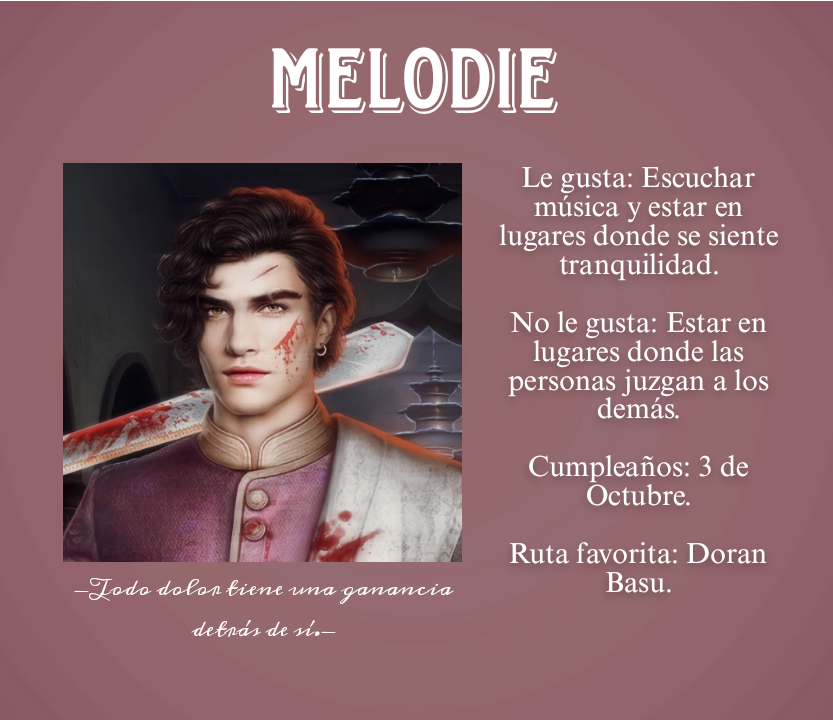 MELODIE
Le gusta: Escuchar
música y estar en
lugares donde se siente
tranquilidad.
No le gusta: Estar en
lugares donde las
personas juzgan a los
demás.
Cumpleaños: 3 de
Octubre.
Ruta favorita: Doran
Basu.
—Todo dolor tiene una ganancia
detrás de sí.—